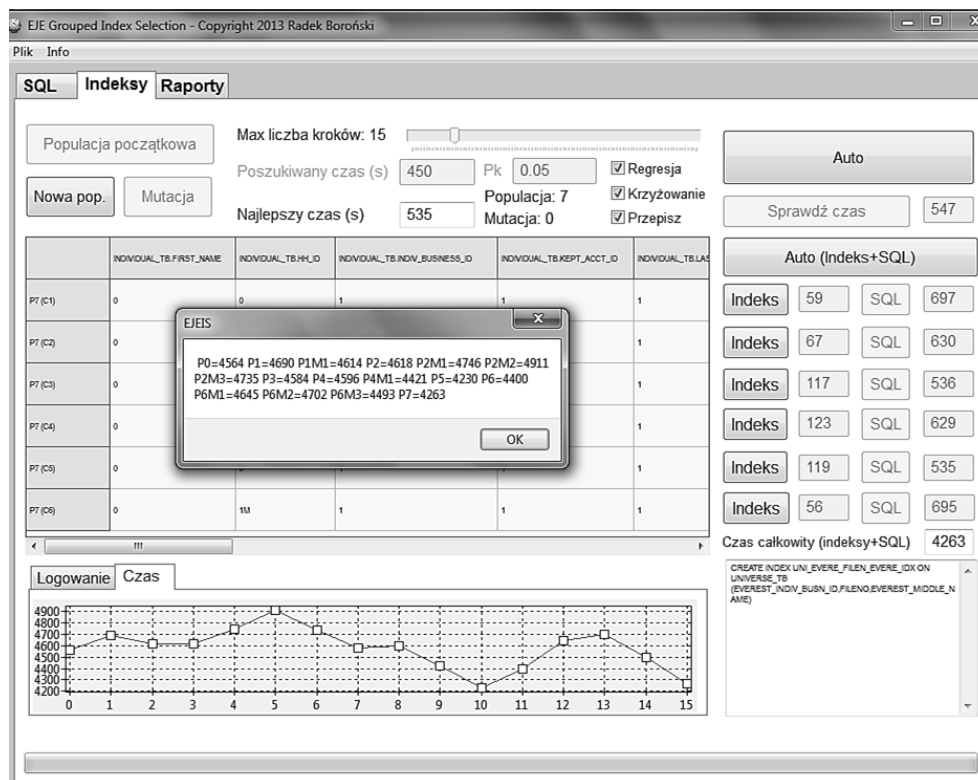 EJE Grouped Index Selection - Copyright 2013 Radek Boroński
Plik Info
SQL Indeksy Raporty
Populacja początkowa
Nowa pop. Mutacja
Max liczba kroków: 15
Poszukiwany czas (s) 450 Pk 0.05
Najlepszy czas (s) 535
Populacja: 7
Mutacja: 0
Regresja
Krzyżowanie
Przepisz
Auto
Sprawdź czas 547
Auto (Indeks+SQL)
Indeks 59 SQL 697
Indeks 67 SQL 630
Indeks 117 SQL 536
Indeks 123 SQL 629
Indeks 119 SQL 535
Indeks 56 SQL 695
Czas całkowity (indeksy+SQL) 4263
INDIVIDUAL_TB.FIRST_NAME INDIVIDUAL_TB.HH_ID INDIVIDUAL_TB.INDIV_BUSINESS_ID INDIVIDUAL_TB.KEPT_ACCT_ID INDIVIDUAL_TB.LAS
P7 (C1) 0 0 1 1 1
P7 (C2) 0 1
P7 (C3) 0 1
P7 (C4) 0 1
P7 (C5) 0 1
P7 (C6) 0 1M 1 1 1
EJEIS
P0=4564 P1=4690 P1M1=4614 P2=4618 P2M1=4746 P2M2=4911
P2M3=4735 P3=4584 P4=4596 P4M1=4421 P5=4230 P6=4400
P6M1=4645 P6M2=4702 P6M3=4493 P7=4263
OK
Logowanie Czas
4900
4800
4700
4600
4500
4400
4300
4200
0 1 2 3 4 5 6 7 8 9 10 11 12 13 14 15
CREATE INDEX UNI_EVERE_FILEN_EVERE_IDX ON
UNIVERSE_TB
(EVEREST_INDIV_BUSN_ID,FILENO,EVEREST_MIDDLE_N
AME)